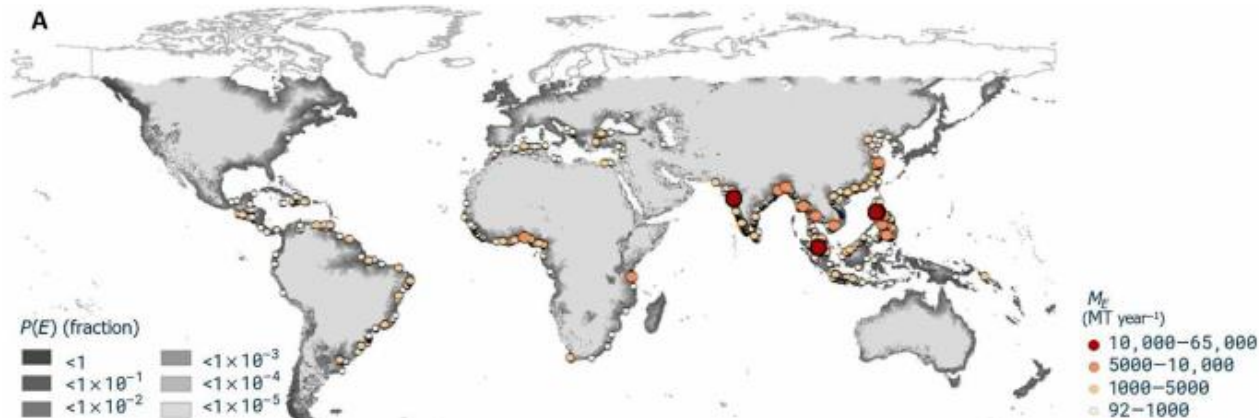 A
P(E) (fraction)
<1
<1×10⁻¹
<1×10⁻²
<1×10⁻³
<1×10⁻⁴
<1×10⁻⁵
M_E
(MT year⁻¹)
10,000–65,000
5000–10,000
1000–5000
92–1000